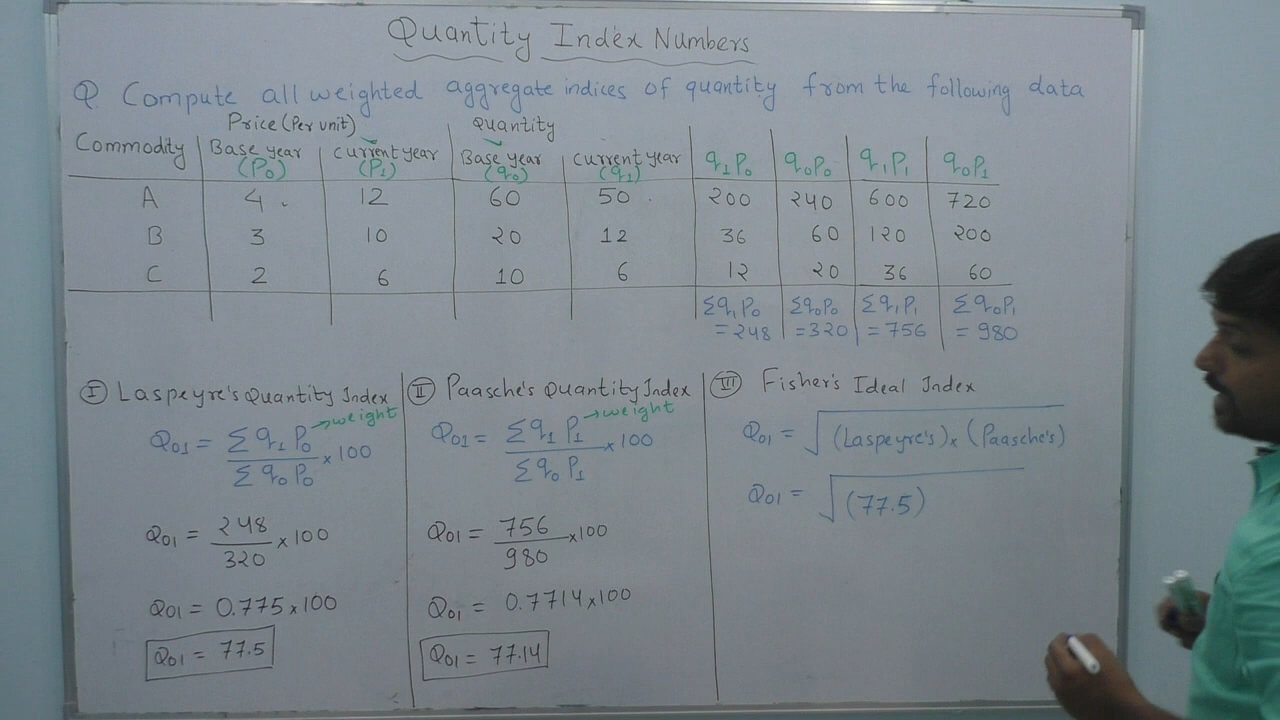 Quantity Index Numbers
Q Compute all weighted aggregate indices of quantity from the following data
Price (Per unit) Quantity
Commodity Base year Current year Base year Current year q₁P₀ q₀P₀ q₁P₁ q₀P₁
(P₀) (P₁) (q₀) (q₁)
A 4 12 60 50 200 240 600 720
B 3 10 20 12 36 60 120 200
C 2 6 10 6 12 20 36 60
Σq₁P₀ Σq₀P₀ Σq₁P₁ Σq₀P₁
=248 =320 =756 =980
I Laspeyre's Quantity Index
Q₀₁ = Σq₁P₀ / Σq₀P₀ × 100 → weight
Q₀₁ = 248 / 320 × 100
Q₀₁ = 0.775 × 100
Q₀₁ = 77.5
II Paasche's Quantity Index
Q₀₁ = Σq₁P₁ / Σq₀P₁ × 100 → weight
Q₀₁ = 756 / 980 × 100
Q₀₁ = 0.7714 × 100
Q₀₁ = 77.14
III Fisher's Ideal Index
Q₀₁ = √(Laspeyre's) × (Paasche's)
Q₀₁ = √(77.5)